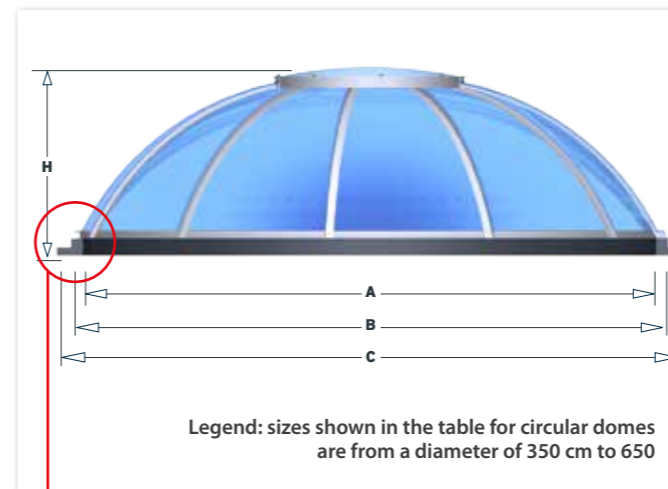 H
A
B
C
Legend: sizes shown in the table for circular domes
are from a diameter of 350 cm to 650